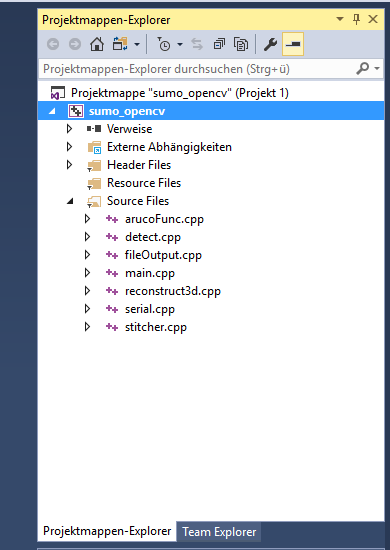 Projektmappen-Explorer
Projektmappen-Explorer durchsuchen (Strg+ü)
Projektmappe "sumo_opencv" (Projekt 1)
sumo_opencv
Verweise
Externe Abhängigkeiten
Header Files
Resource Files
Source Files
arucoFunc.cpp
detect.cpp
fileOutput.cpp
main.cpp
reconstruct3d.cpp
serial.cpp
stitcher.cpp
Projektmappen-Explorer Team Explorer